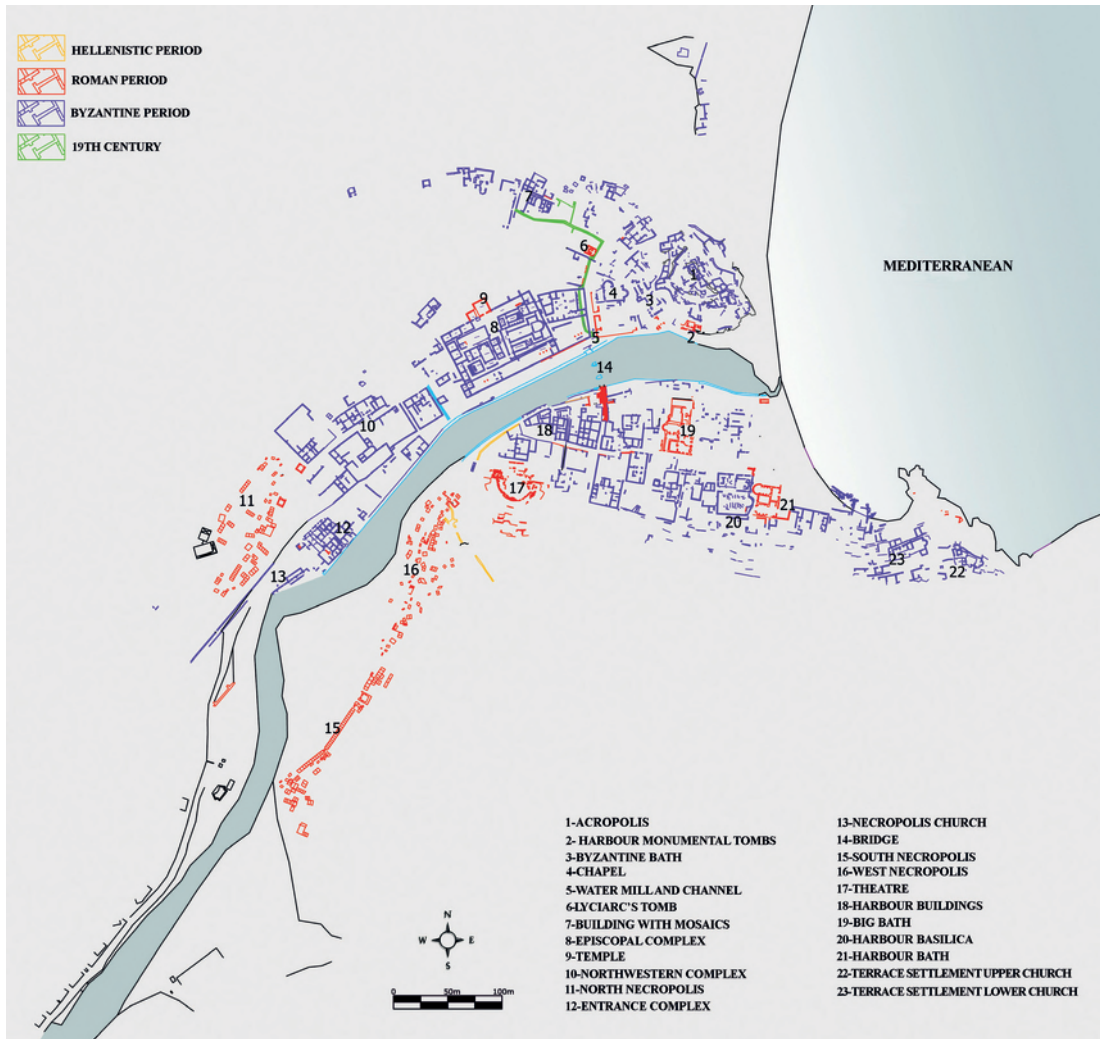 HELLENISTIC PERIOD
ROMAN PERIOD
BYZANTINE PERIOD
19TH CENTURY
MEDITERRANEAN
7
6
1
9
4
3
8
5
2
14
10
18
19
11
17
21
20
12
23
16
22
13
15
N
W E
S
0 50m 100m
1-ACROPOLIS
2- HARBOUR MONUMENTAL TOMBS
3-BYZANTINE BATH
4-CHAPEL
5-WATER MILL AND CHANNEL
6-LYCIARC'S TOMB
7-BUILDING WITH MOSAICS
8-EPISCOPAL COMPLEX
9-TEMPLE
10-NORTHWESTERN COMPLEX
11-NORTH NECROPOLIS
12-ENTRANCE COMPLEX
13-NECROPOLIS CHURCH
14-BRIDGE
15-SOUTH NECROPOLIS
16-WEST NECROPOLIS
17-THEATRE
18-HARBOUR BUILDINGS
19-BIG BATH
20-HARBOUR BASILICA
21-HARBOUR BATH
22-TERRACE SETTLEMENT UPPER CHURCH
23-TERRACE SETTLEMENT LOWER CHURCH